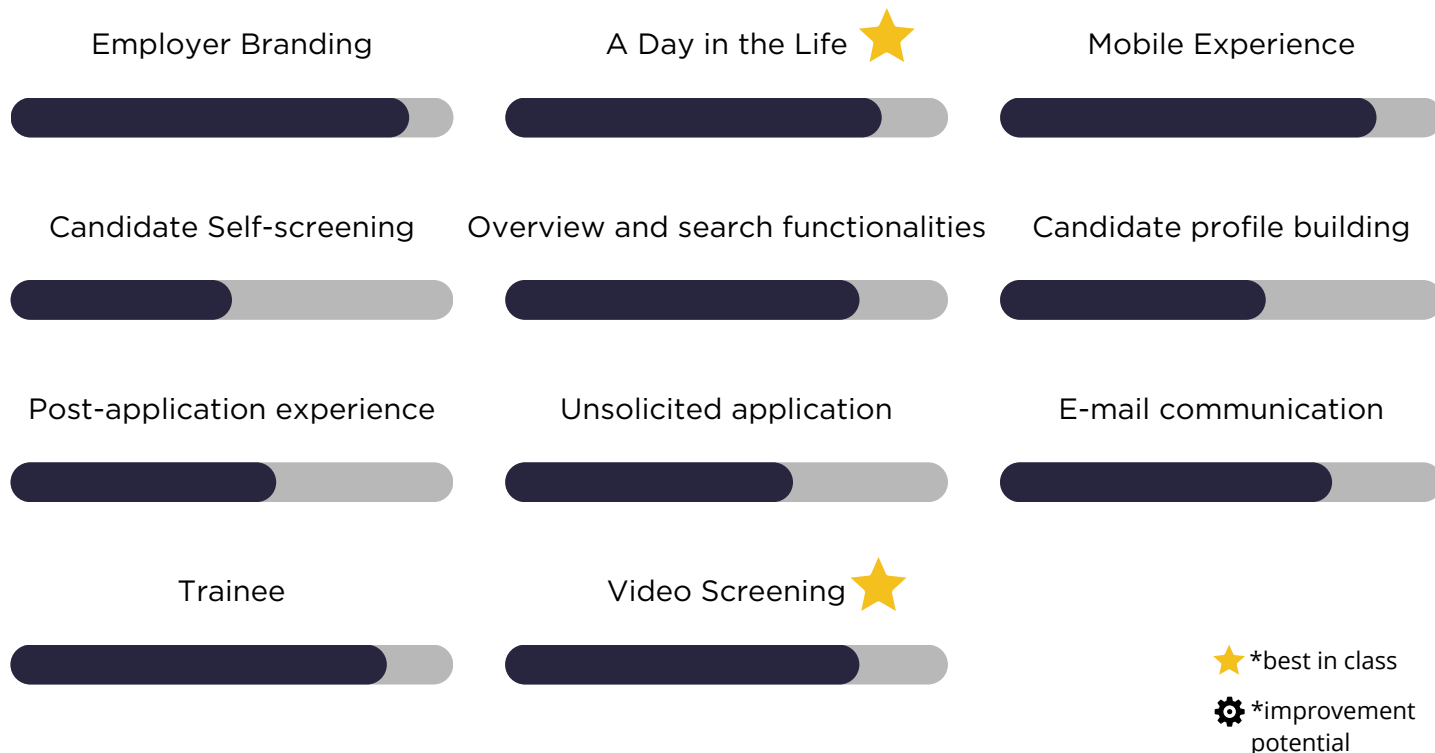 Employer Branding
A Day in the Life
Mobile Experience
Candidate Self-screening
Overview and search functionalities
Candidate profile building
Post-application experience
Unsolicited application
E-mail communication
Trainee
Video Screening
*best in class
*improvement
potential